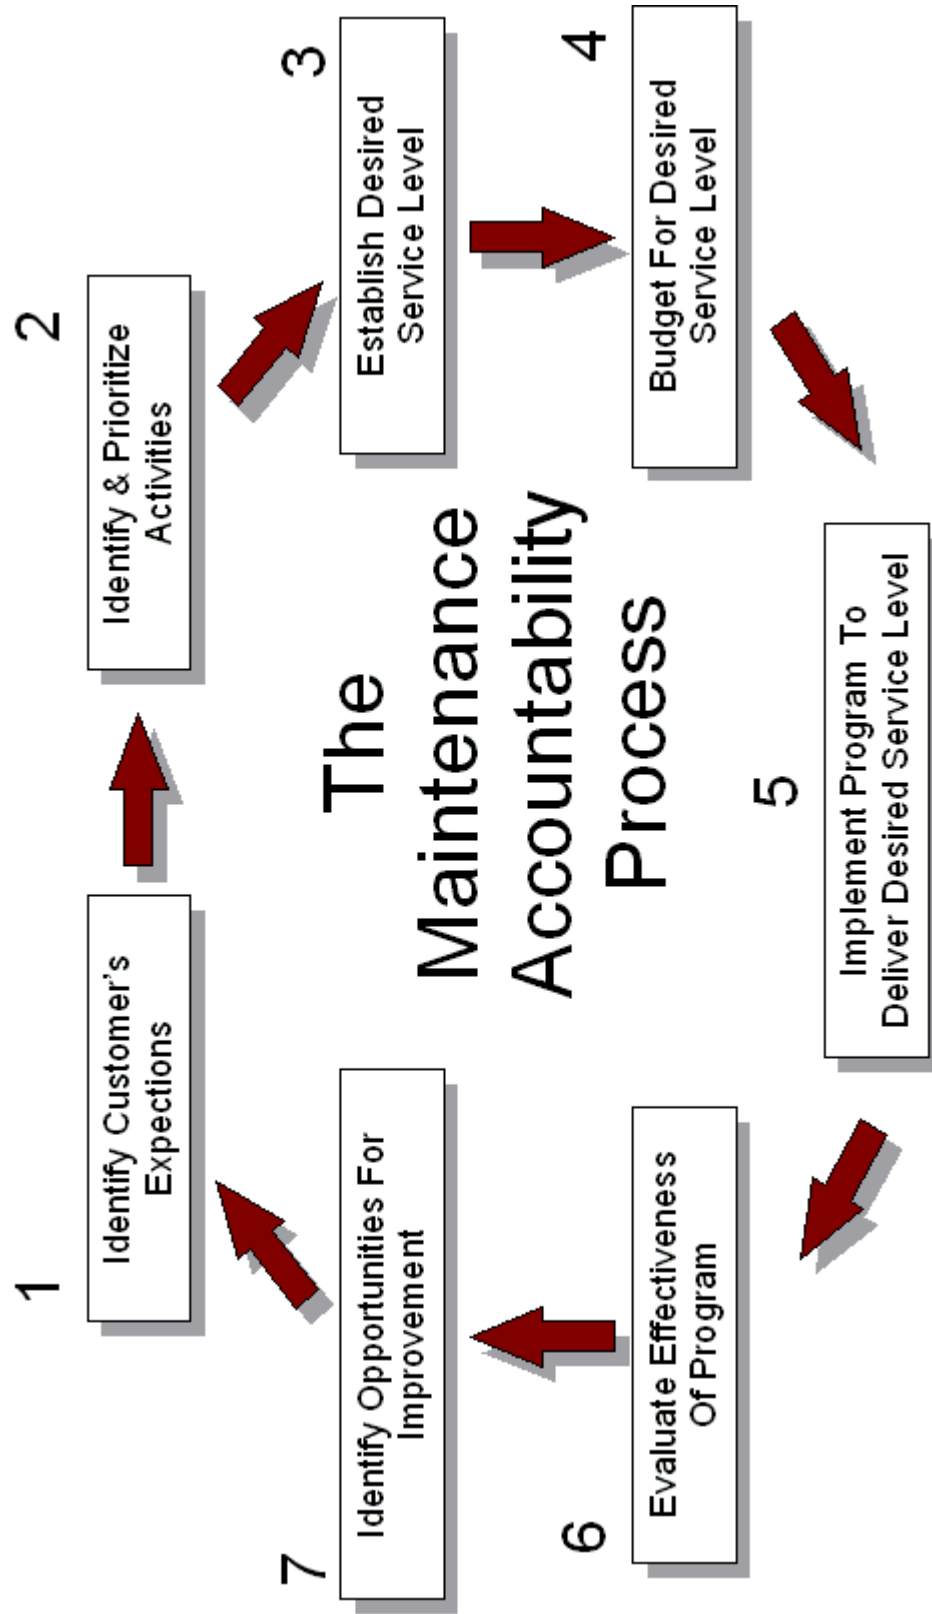 1
Identify Customer's
Expections
2
Identify & Prioritize
Activities
3
Establish Desired
Service Level
4
Budget For Desired
Service Level
5
Implement Program To
Deliver Desired Service Level
6
Evaluate Effectiveness
Of Program
7
Identify Opportunities For
Improvement
The
Maintenance
Accountability
Process